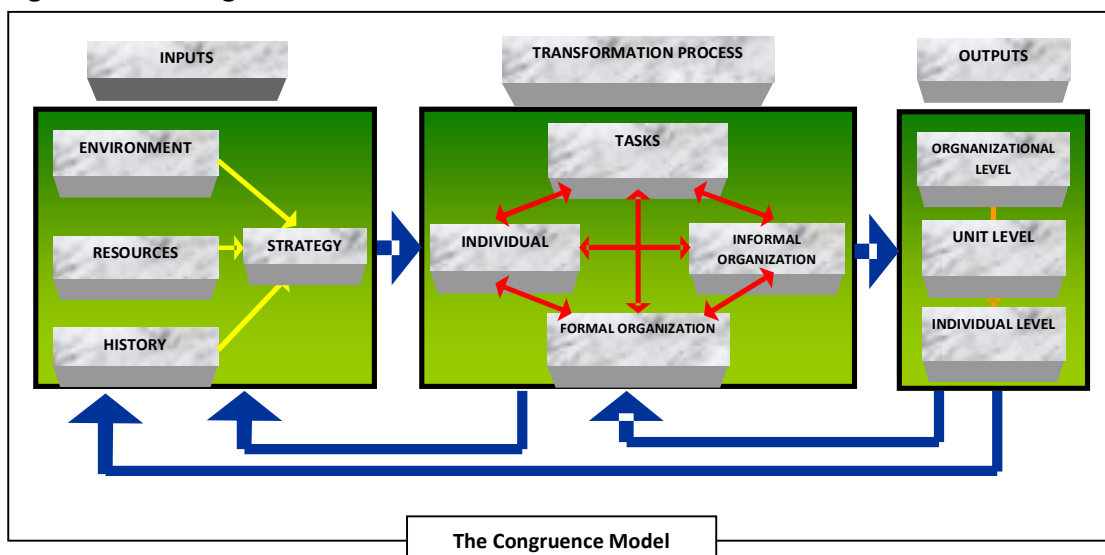 INPUTS
TRANSFORMATION PROCESS
OUTPUTS
ENVIRONMENT
RESOURCES
HISTORY
STRATEGY
TASKS
INDIVIDUAL
INFORMAL
ORGANIZATION
FORMAL ORGANIZATION
ORGNANIZATIONAL
LEVEL
UNIT LEVEL
INDIVIDUAL LEVEL
The Congruence Model